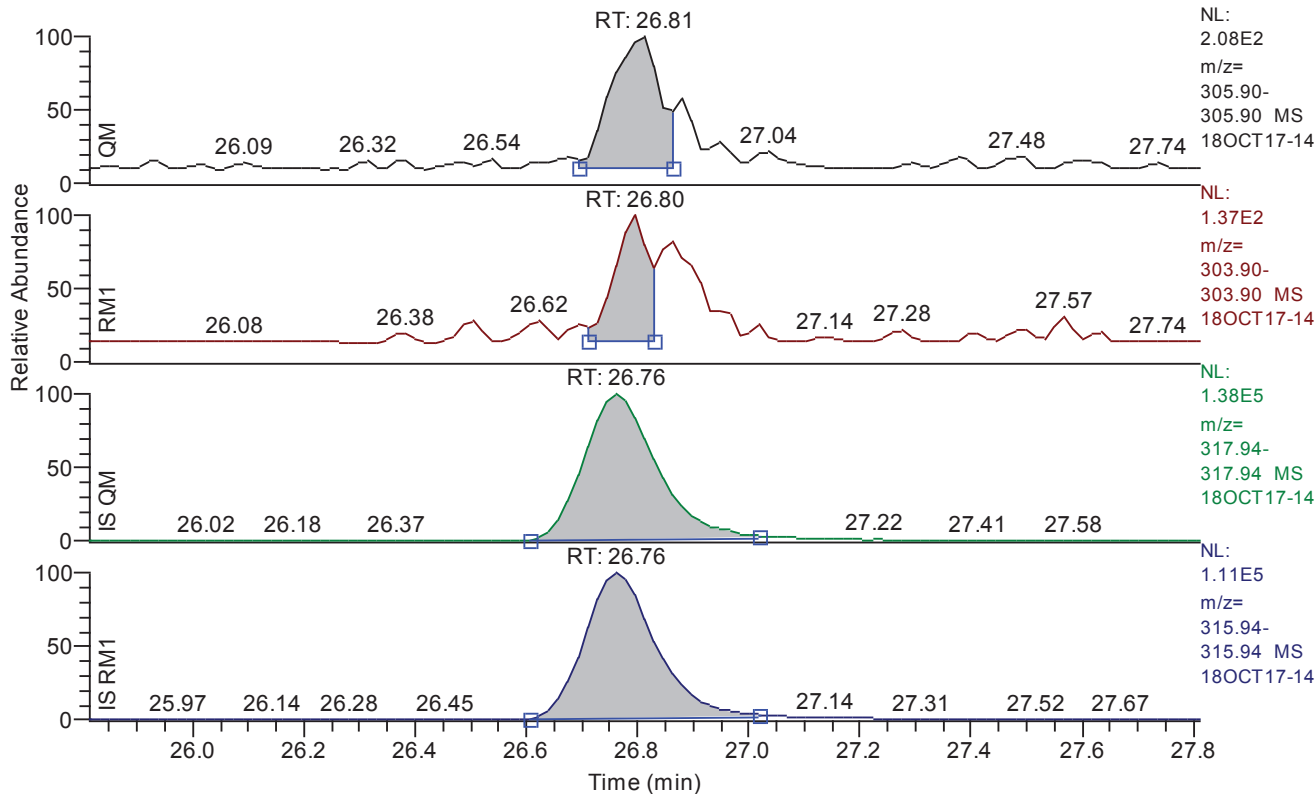 RT: 26.81
NL:
2.08E2
m/z=
305.90-
305.90 MS
18OCT17-14
100
50
0
QM
26.09 26.32 26.54 27.04 27.48 27.74
RT: 26.80
NL:
1.37E2
m/z=
303.90-
303.90 MS
18OCT17-14
100
50
0
RM1
26.08 26.38 26.62 27.14 27.28 27.57 27.74
Relative Abundance
RT: 26.76
NL:
1.38E5
m/z=
317.94-
317.94 MS
18OCT17-14
100
50
0
IS QM
26.02 26.18 26.37 27.22 27.41 27.58
RT: 26.76
NL:
1.11E5
m/z=
315.94-
315.94 MS
18OCT17-14
100
50
0
IS RM1
25.97 26.14 26.28 26.45 27.14 27.31 27.52 27.67
26.0 26.2 26.4 26.6 26.8 27.0 27.2 27.4 27.6 27.8
Time (min)